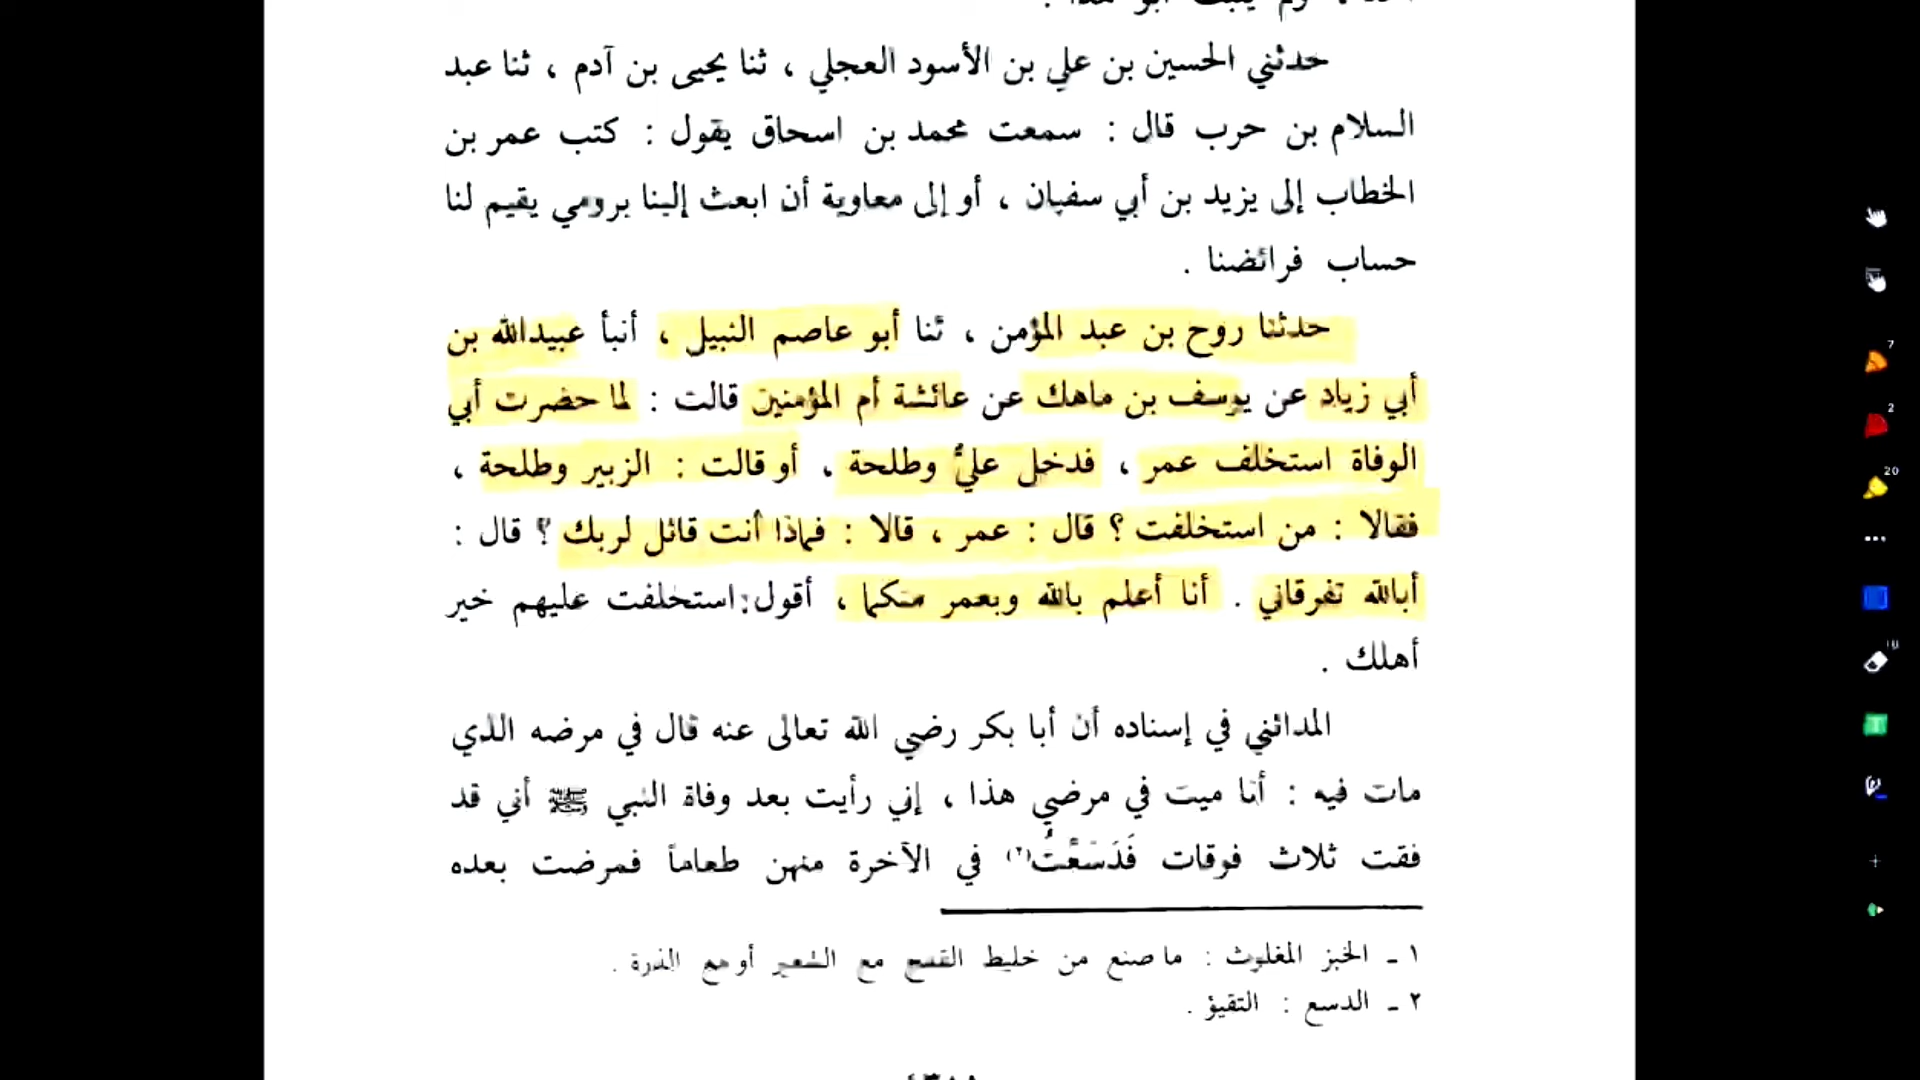 حدثني الحسين بن علي بن الأسود العجلي ، ثنا يحيى بن آدم ، ثنا عبد
السلام بن حرب قال : سمعت محمد بن اسحاق يقول : كتب عمر بن
الخطاب إلى يزيد بن أبي سفيان ، أو إلى معاوية أن ابعث إلينا برومي يقيم لنا
حساب فرائضنا .
حدثنا روح بن عبد المؤمن ، ثنا أبو عاصم النبيل ، أنبأ عبيدالله بن
أبي زياد عن يوسف بن ماهك عن عائشة أم المؤمنين قالت : لما حضرت أبي
الوفاة استخلف عمر ، فدخل عليٌّ وطلحة ، أو قالت : الزبير وطلحة ،
فقالا : من استخلفت ؟ قال : عمر ، قالا : فماذا أنت قائل لربك ؟ قال :
أبالله تفرقاني . أنا أعلم بالله وبعمر منكما ، أقول: استخلفت عليهم خير
أهلك .
المدائني في إسناده أن أبا بكر رضي الله تعالى عنه قال في مرضه الذي
مات فيه : أنا ميت في مرضي هذا ، إني رأيت بعد وفاة النبي ﷺ أني قد
فقت ثلاث فوقات فَدَسَعْتُ(٢) في الآخرة منهن طعاماً فمرضت بعده
١ ـ الخبز المغلوث : ما صنع من خليط القمح مع الشعير أو مع الذرة .
٢ ـ الدسع : التقيؤ .
7
2
20